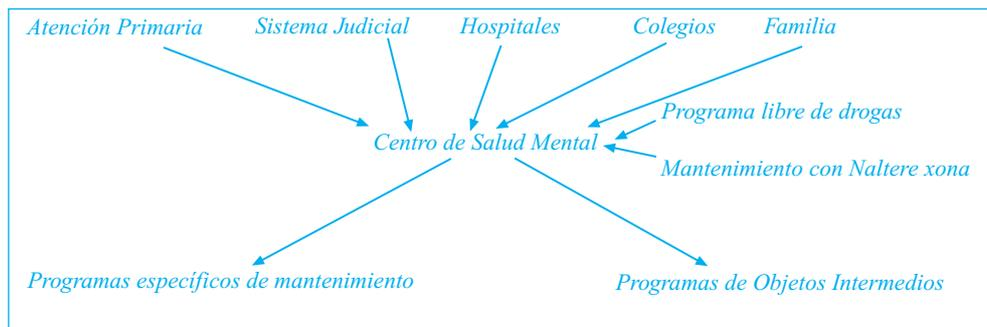 Atención Primaria Sistema Judicial Hospitales Colegios Familia
Programa libre de drogas
Centro de Salud Mental
Mantenimiento con Naltere xona
Programas específicos de mantenimiento Programas de Objetos Intermedios